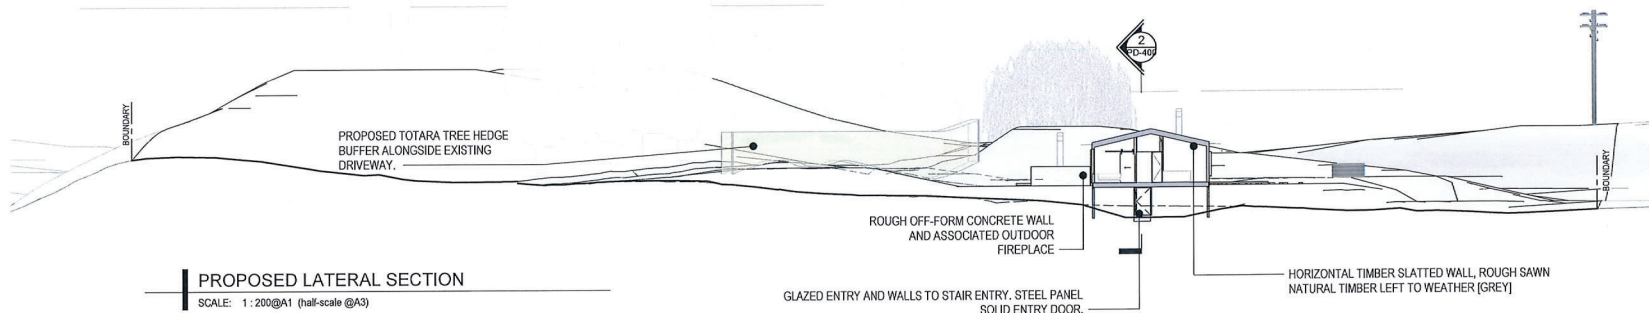 2
PD-400
BOUNDARY
PROPOSED TOTARA TREE HEDGE
BUFFER ALONGSIDE EXISTING
DRIVEWAY.
BOUNDARY
ROUGH OFF-FORM CONCRETE WALL
AND ASSOCIATED OUTDOOR
FIREPLACE
HORIZONTAL TIMBER SLATTED WALL, ROUGH SAWN
NATURAL TIMBER LEFT TO WEATHER [GREY]
GLAZED ENTRY AND WALLS TO STAIR ENTRY. STEEL PANEL
SOLID ENTRY DOOR.
PROPOSED LATERAL SECTION
SCALE: 1 : 200@A1 (half-scale @A3)